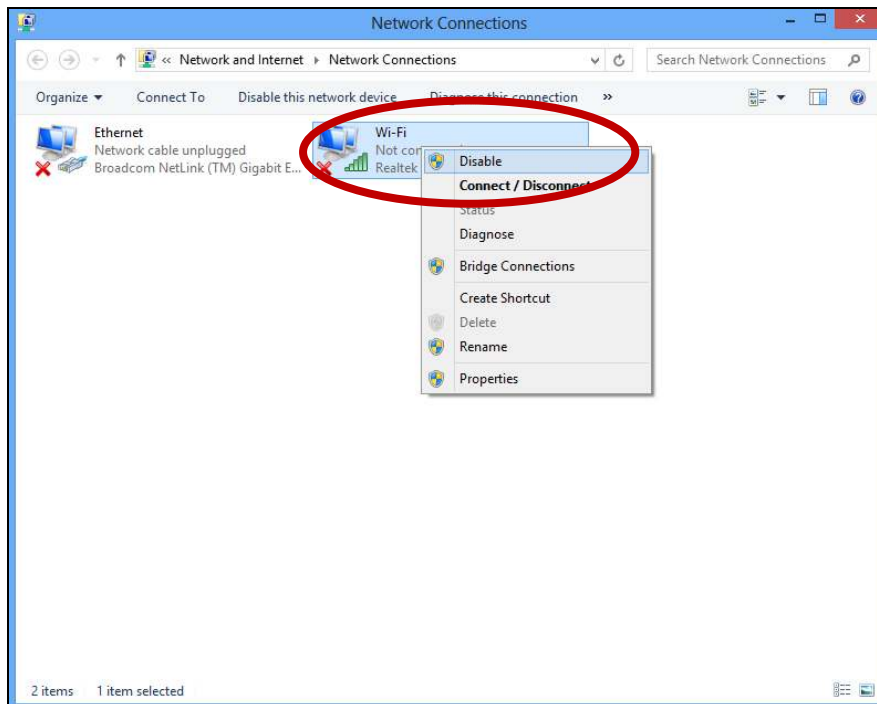 Network Connections
« Network and Internet Network Connections
Search Network Connections
Organize Connect To Disable this network device Diagnose this connection »
Ethernet
Network cable unplugged
Broadcom NetLink (TM) Gigabit E...
Wi-Fi
Not
Realtek
Disable
Connect / Disconnect
Status
Diagnose
Bridge Connections
Create Shortcut
Delete
Rename
Properties
2 items 1 item selected